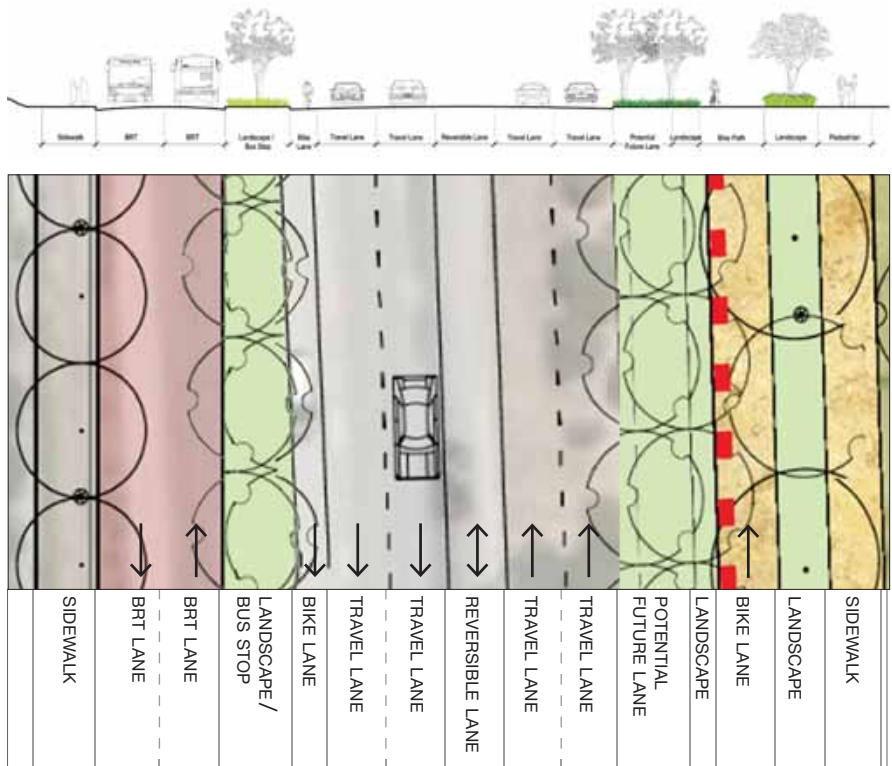 Sidewalk
BRT
BRT
Landscape /
Bus Stop
Bike
Lane
Travel Lane
Travel Lane
Reversible Lane
Travel Lane
Travel Lane
Potential
Future Lane
Landscape
Bike Path
Landscape
Pedestrian
SIDEWALK
BRT LANE
BRT LANE
LANDSCAPE /
BUS STOP
BIKE LANE
TRAVEL LANE
TRAVEL LANE
REVERSIBLE LANE
TRAVEL LANE
TRAVEL LANE
POTENTIAL
FUTURE LANE
LANDSCAPE
BIKE LANE
LANDSCAPE
SIDEWALK